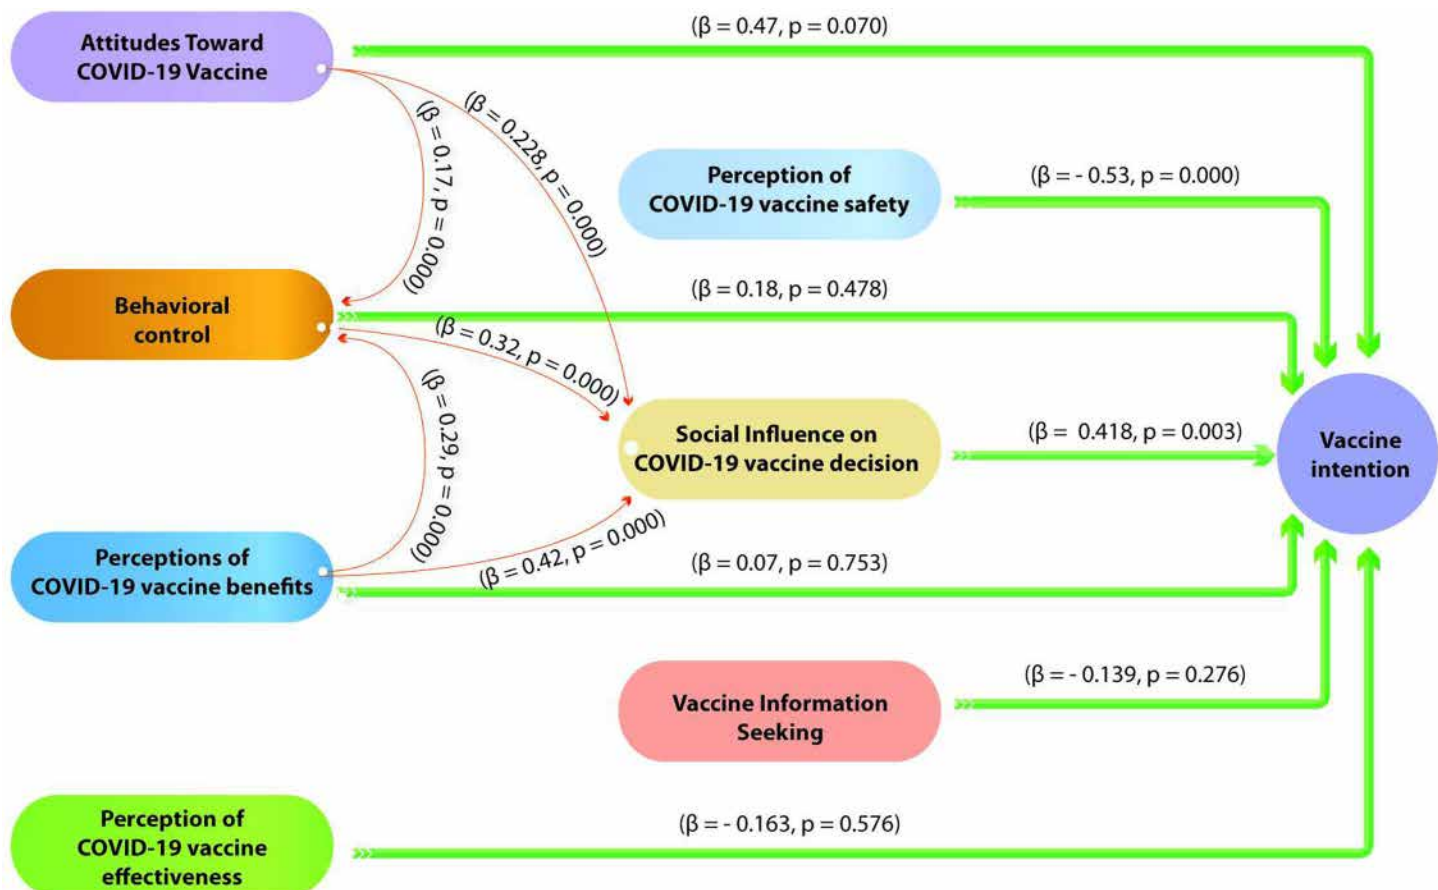 (β = 0.47, p = 0.070)
Attitudes Toward
COVID-19 Vaccine
(β = 0.17, p = 0.000)
(β = 0.228, p = 0.000)
Perception of
COVID-19 vaccine safety
(β = - 0.53, p = 0.000)
Behavioral
control
(β = 0.18, p = 0.478)
(β = 0.32, p = 0.000)
(β = 0.29, p = 0.000)
Social Influence on
COVID-19 vaccine decision
(β =  0.418, p = 0.003)
Vaccine
intention
Perceptions of
COVID-19 vaccine benefits
(β = 0.42, p = 0.000)
(β = 0.07, p = 0.753)
Vaccine Information
Seeking
(β = - 0.139, p = 0.276)
Perception of
COVID-19 vaccine
effectiveness
(β = - 0.163, p = 0.576)